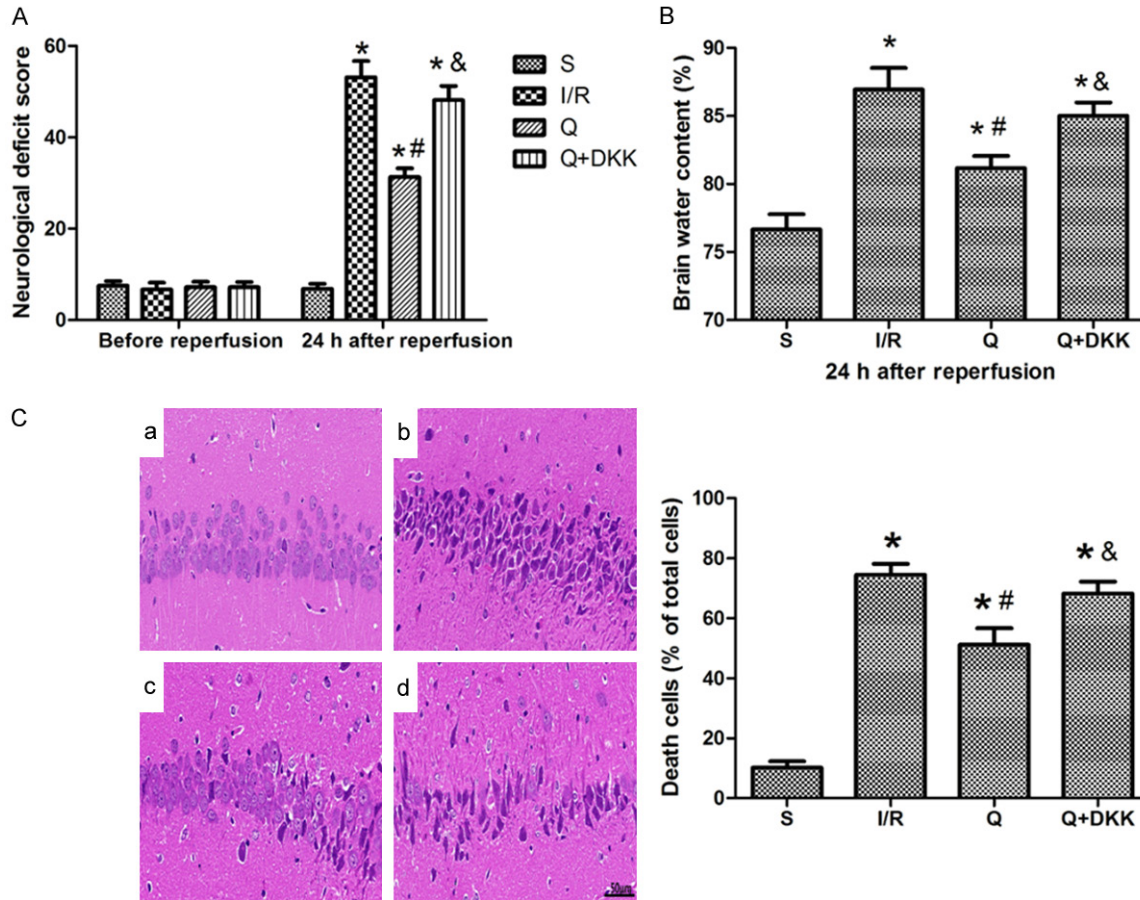 A
Neurological deficit score
60
40
20
0
* * # * &
Before reperfusion 24 h after reperfusion
S
I/R
Q
Q+DKK
B
Brain water content (%)
90
85
80
75
70
* * # * &
S I/R Q Q+DKK
24 h after reperfusion
C
a
b
c
d
50μm
Death cells (% of total cells)
100
80
60
40
20
0
* * # * &
S I/R Q Q+DKK